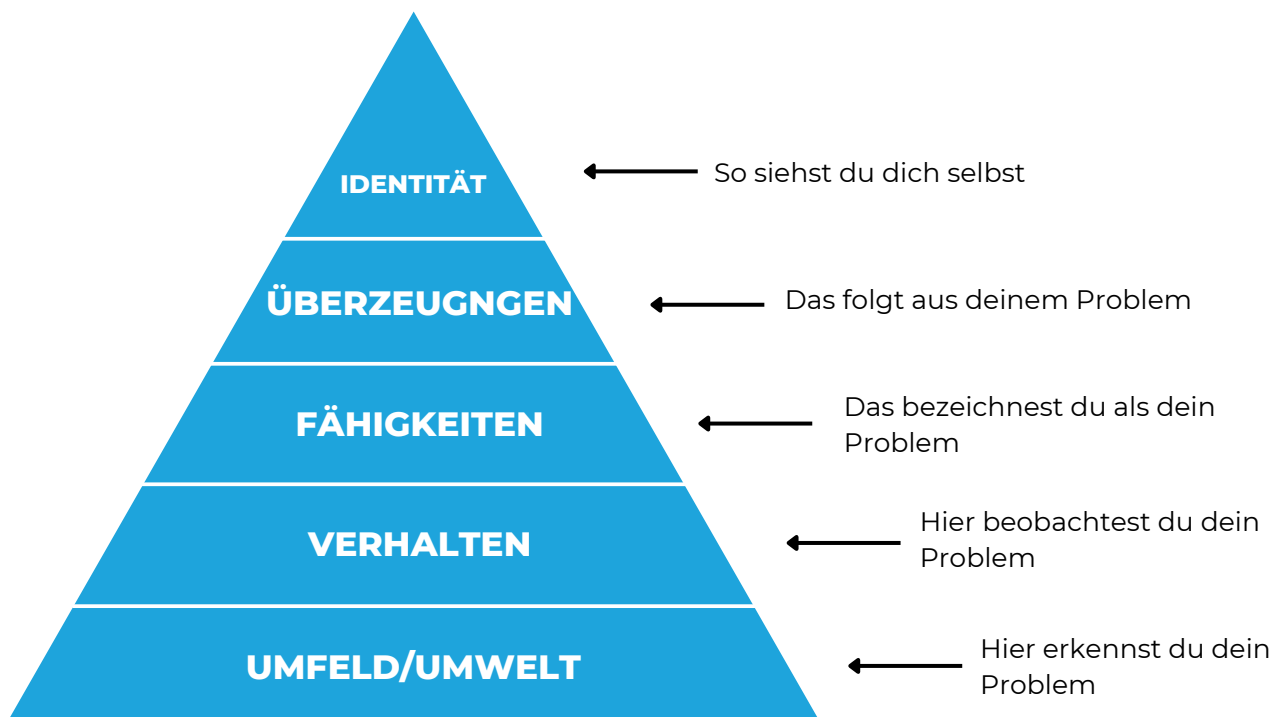 IDENTITÄT
So siehst du dich selbst
ÜBERZEUGNGEN
Das folgt aus deinem Problem
FÄHIGKEITEN
Das bezeichnest du als dein
Problem
VERHALTEN
Hier beobachtest du dein
Problem
UMFELD/UMWELT
Hier erkennst du dein
Problem